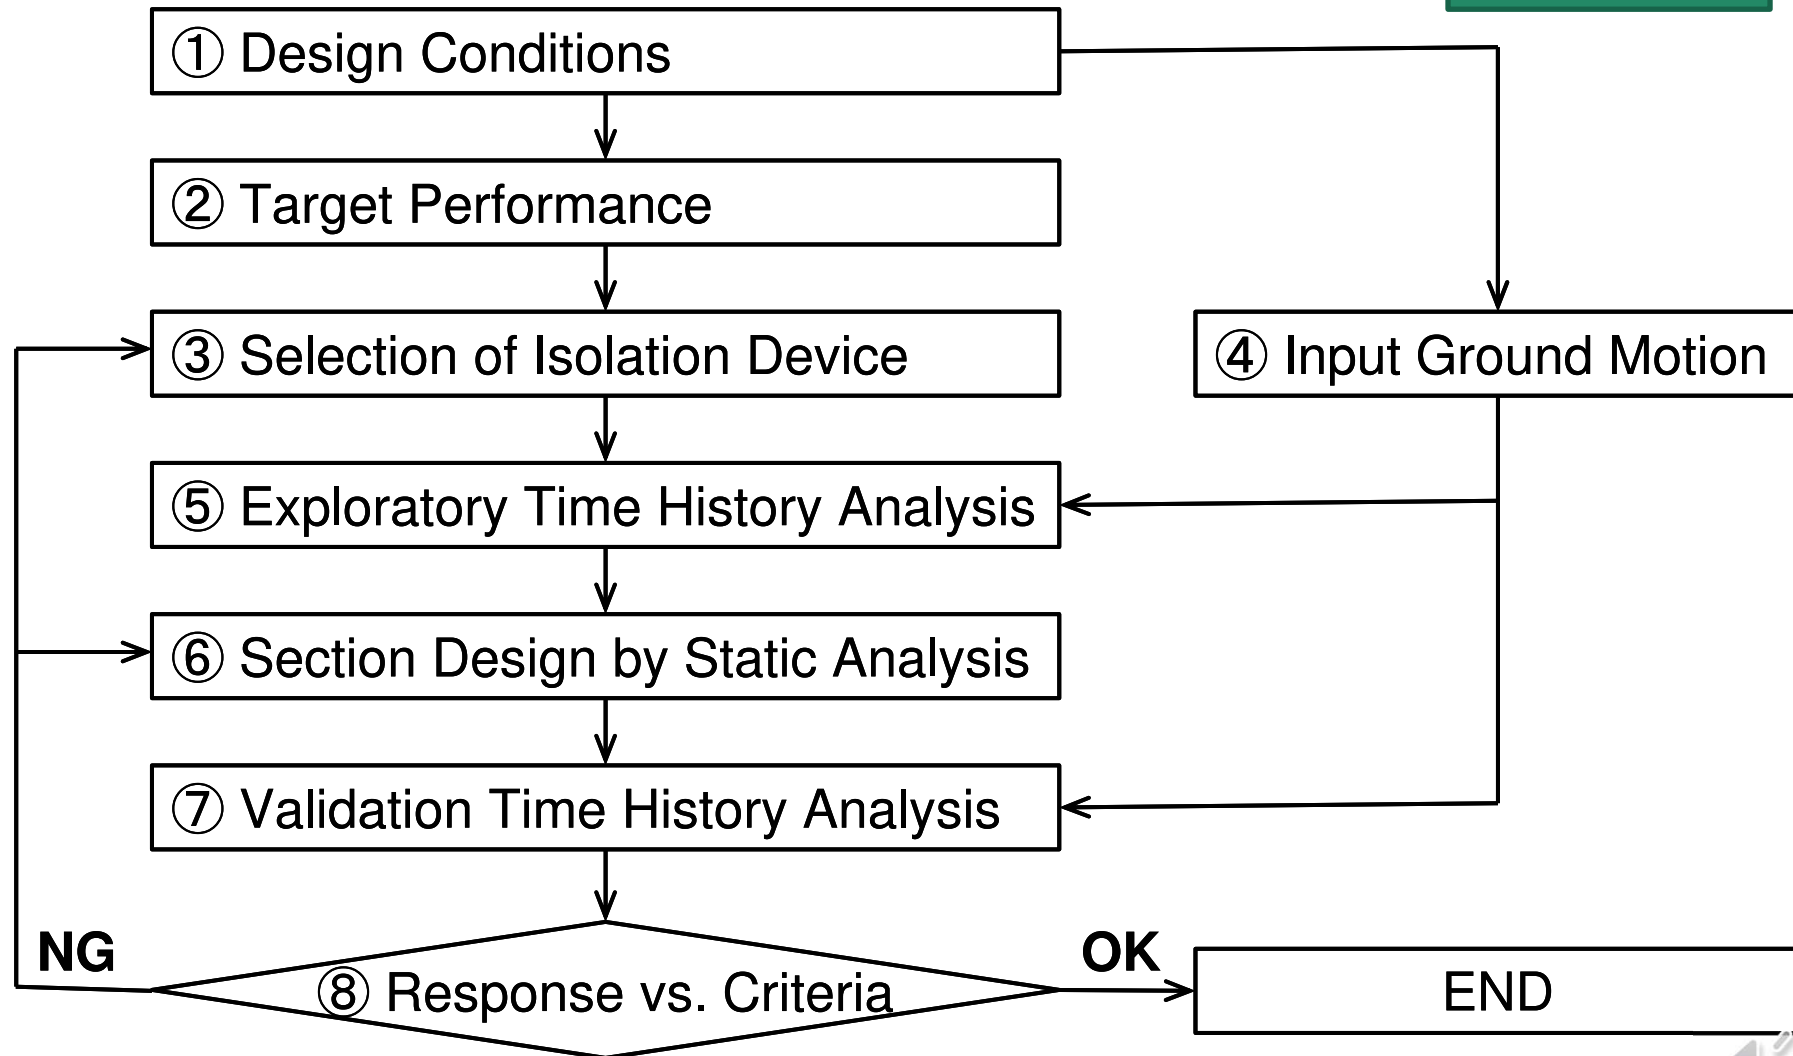 ① Design Conditions
② Target Performance
③ Selection of Isolation Device
④ Input Ground Motion
⑤ Exploratory Time History Analysis
⑥ Section Design by Static Analysis
⑦ Validation Time History Analysis
NG
⑧ Response vs. Criteria
OK
END